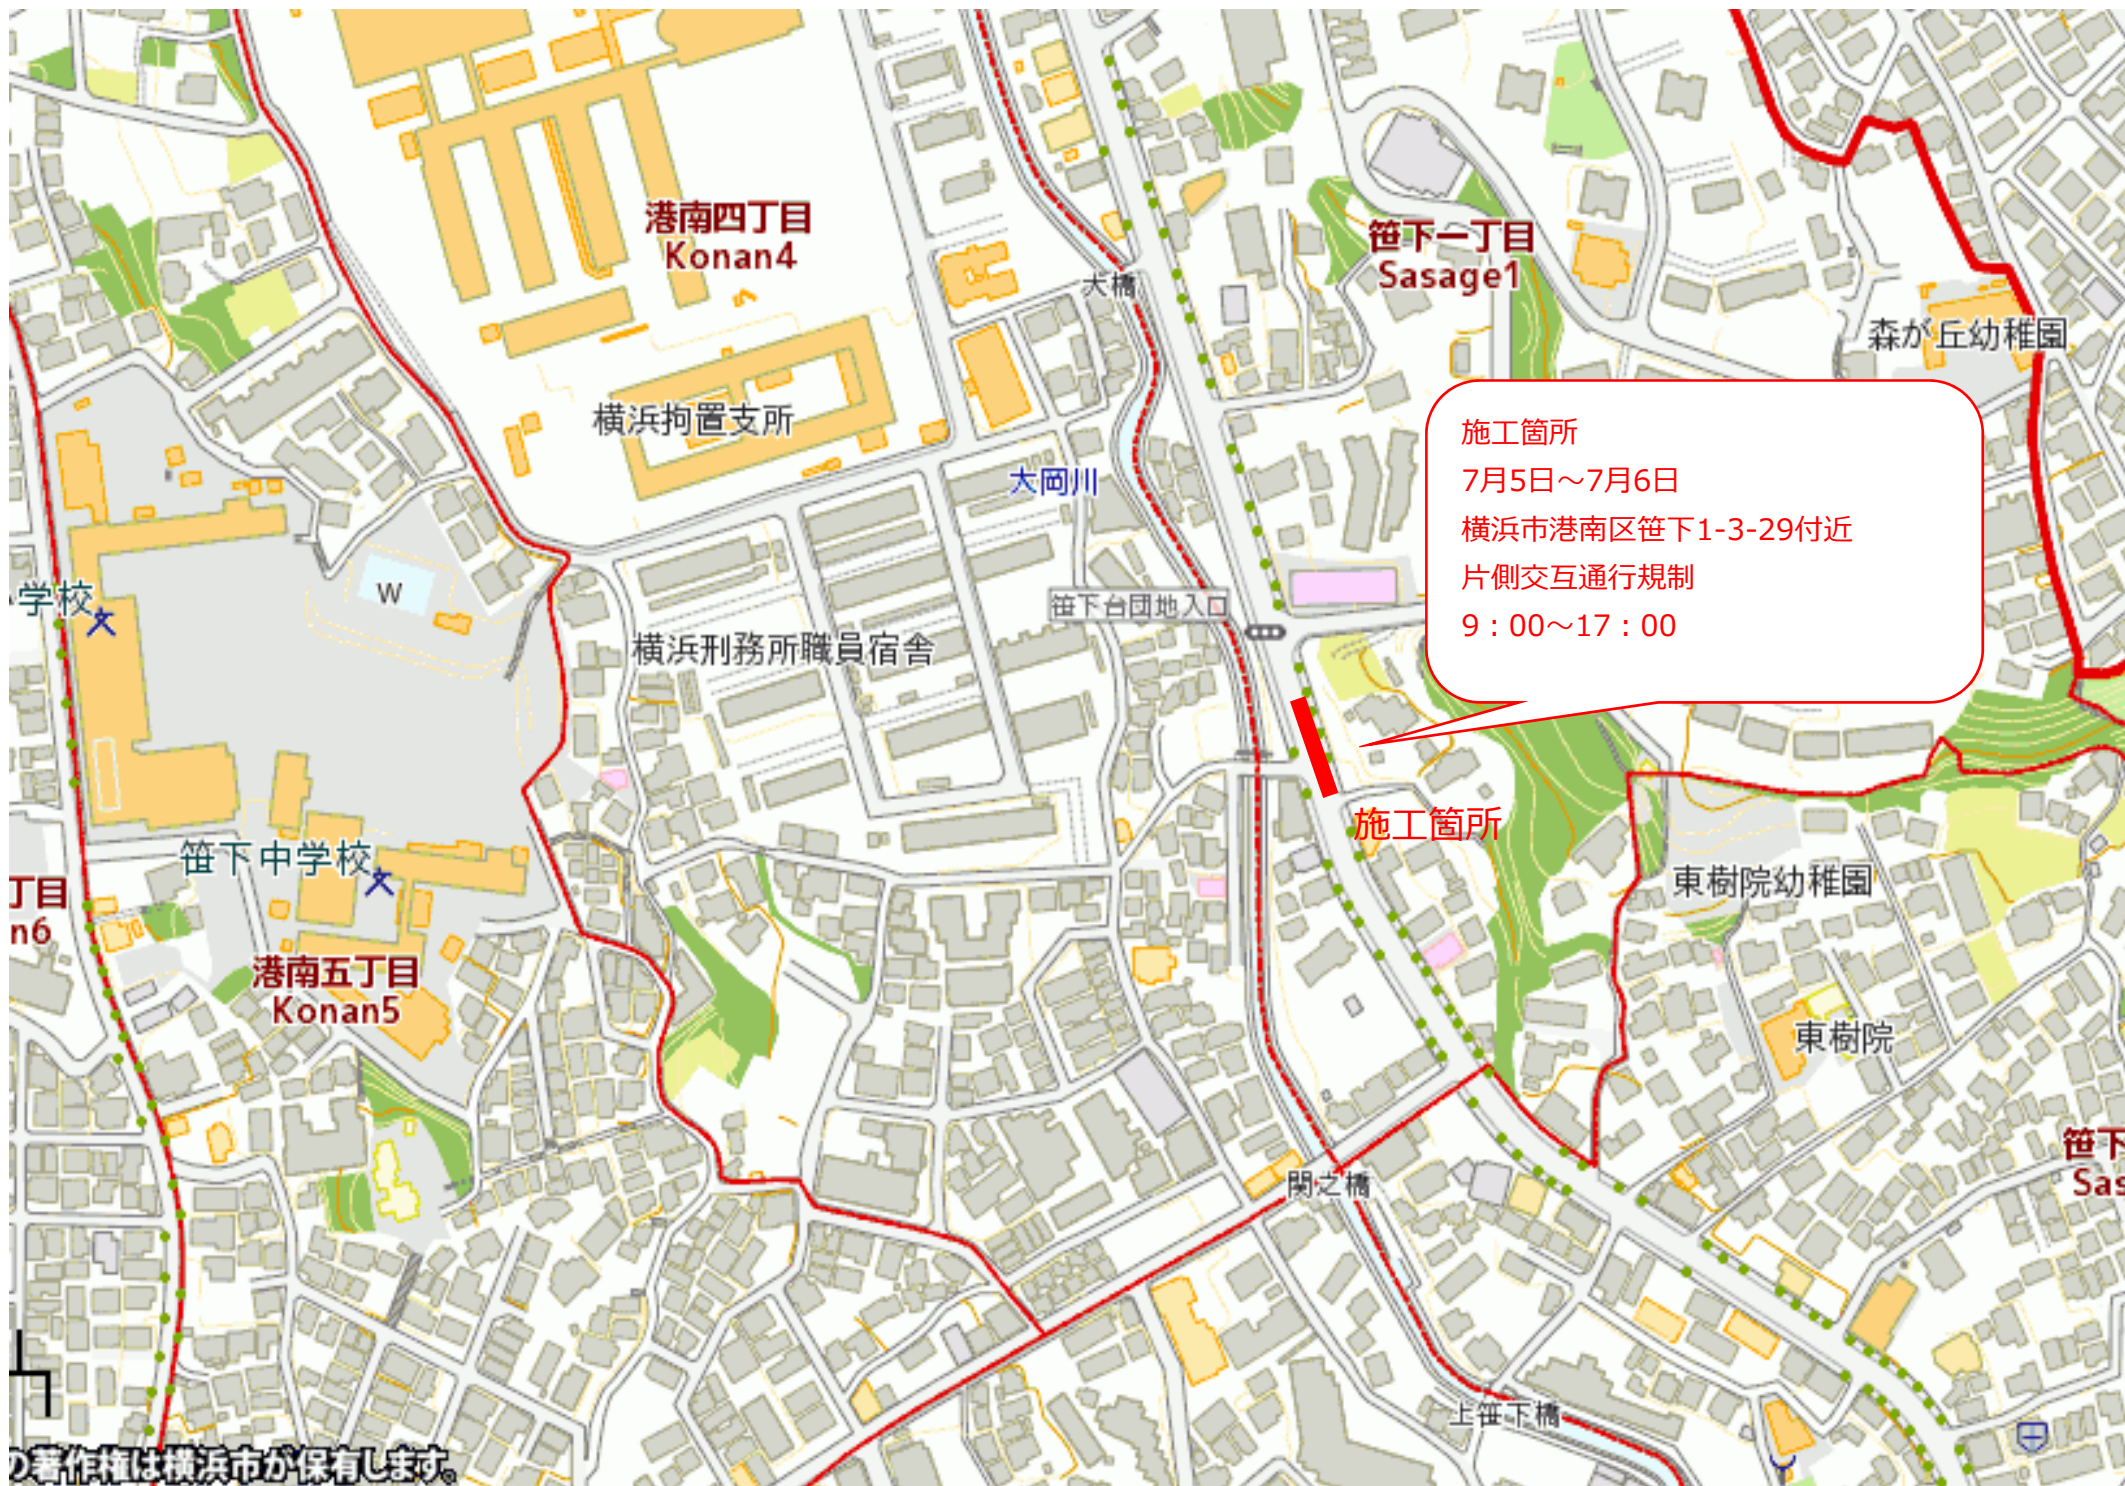 港南四丁目
Konan4
笹下一丁目
Sasage1
大橋
森が丘幼稚園
横浜拘置支所
施工箇所
7月5日～7月6日
横浜市港南区笹下1-3-29付近
片側交互通行規制
9：00～17：00
大岡川
学校
W
笹下台団地入口
横浜刑務所職員宿舎
施工箇所
笹下中学校
東樹院幼稚園
丁目
n6
港南五丁目
Konan5
東樹院
笹下
Sas
関之橋
上笹下橋
の著作権は横浜市が保有します。